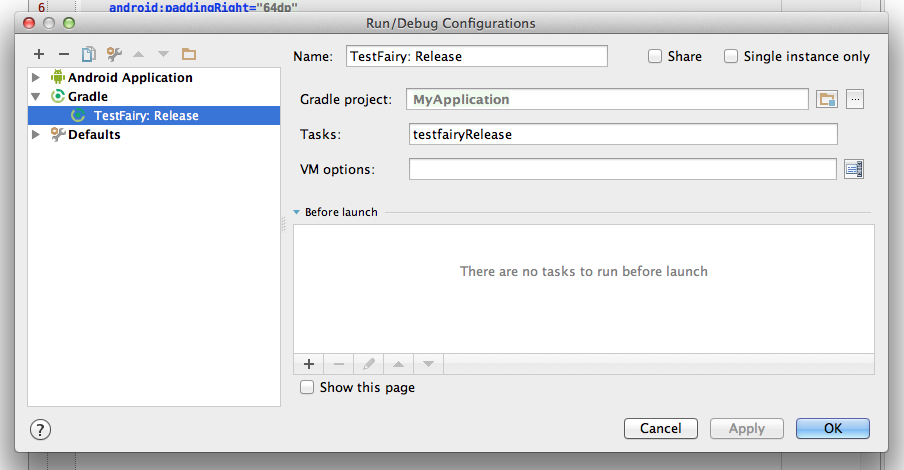 6 android:paddingRight="64dp"
Run/Debug Configurations
Name: TestFairy: Release Share Single instance only
Android Application
Gradle
TestFairy: Release
Defaults
Gradle project: MyApplication ...
Tasks: testfairyRelease
VM options:
Before launch
There are no tasks to run before launch
Show this page
? Cancel Apply OK